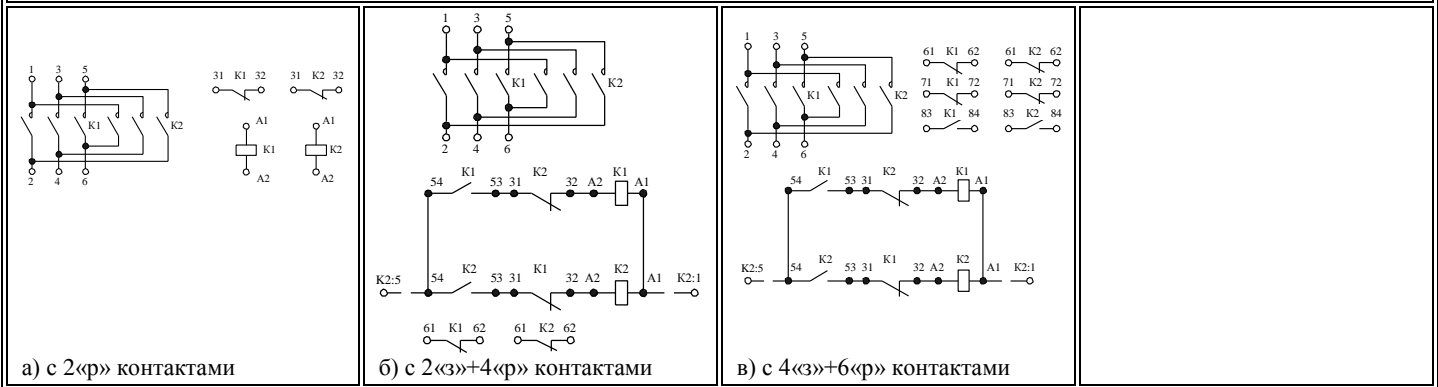 1 3 5
31 K1 32 31 K2 32
K1 K2
A1 A1
K1 K2
A2 A2
2 4 6
а) с 2«р» контактами
1 3 5
K1 K2
2 4 6
54 K1 53 31 K2 32 A2 K1 A1
K2:5 54 K2 53 31 K1 32 A2 K2 A1 K2:1
61 K1 62 61 K2 62
б) с 2«з»+4«р» контактами
1 3 5
61 K1 62 61 K2 62
71 K1 72 71 K2 72
K1 K2
83 K1 84 83 K2 84
2 4 6
54 K1 53 31 K2 32 A2 K1 A1
K2:5 54 K2 53 31 K1 32 A2 K2 A1 K2:1
в) с 4«з»+6«р» контактами